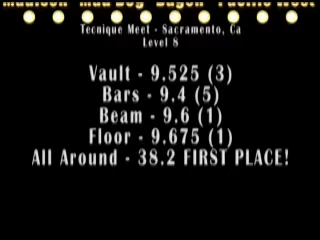 Tecnique Meet - Sacramento, Ca
Level 8
Vault - 9.525 (3)
Bars - 9.4 (5)
Beam - 9.6 (1)
Floor - 9.675 (1)
All Around - 38.2 FIRST PLACE!